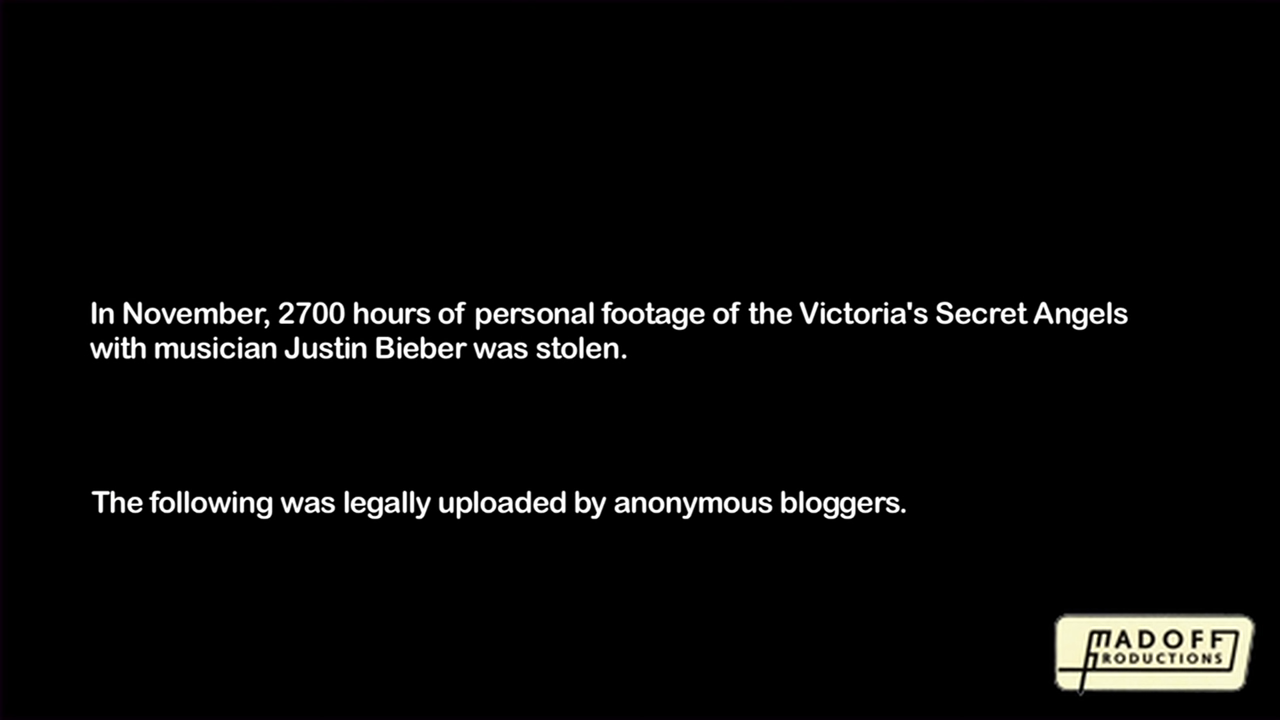 In November, 2700 hours of personal footage of the Victoria's Secret Angels
with musician Justin Bieber was stolen.
The following was legally uploaded by anonymous bloggers.
MADOFF
PRODUCTIONS